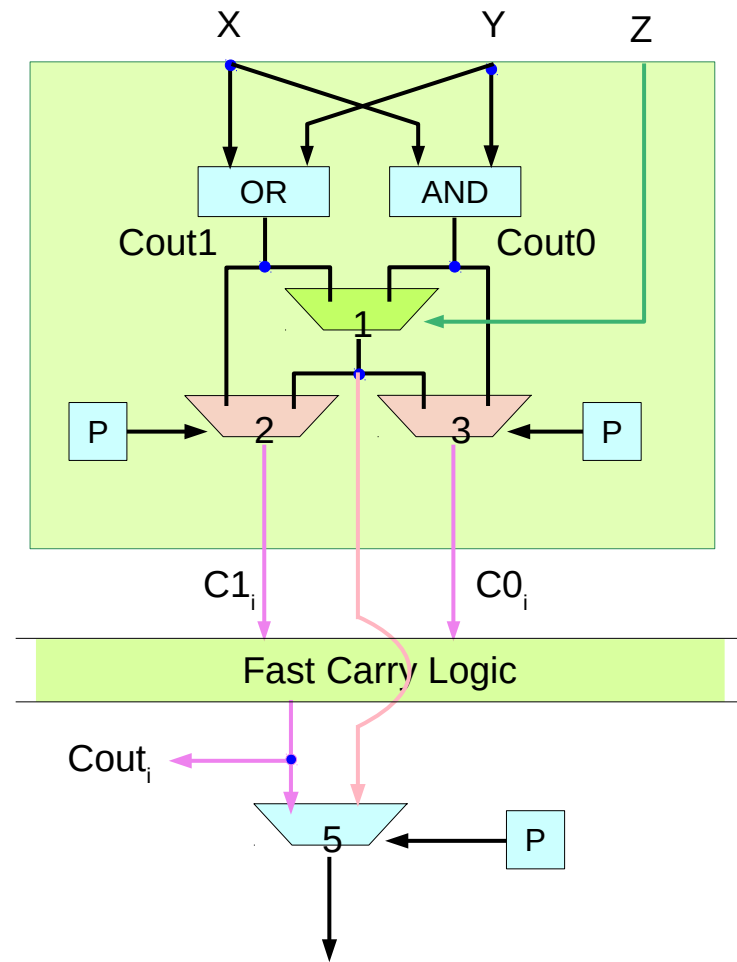 X Y Z
OR AND
Cout1 Cout0
1
P 2 3 P
C1i C0i
Fast Carry Logic
Couti
5 P